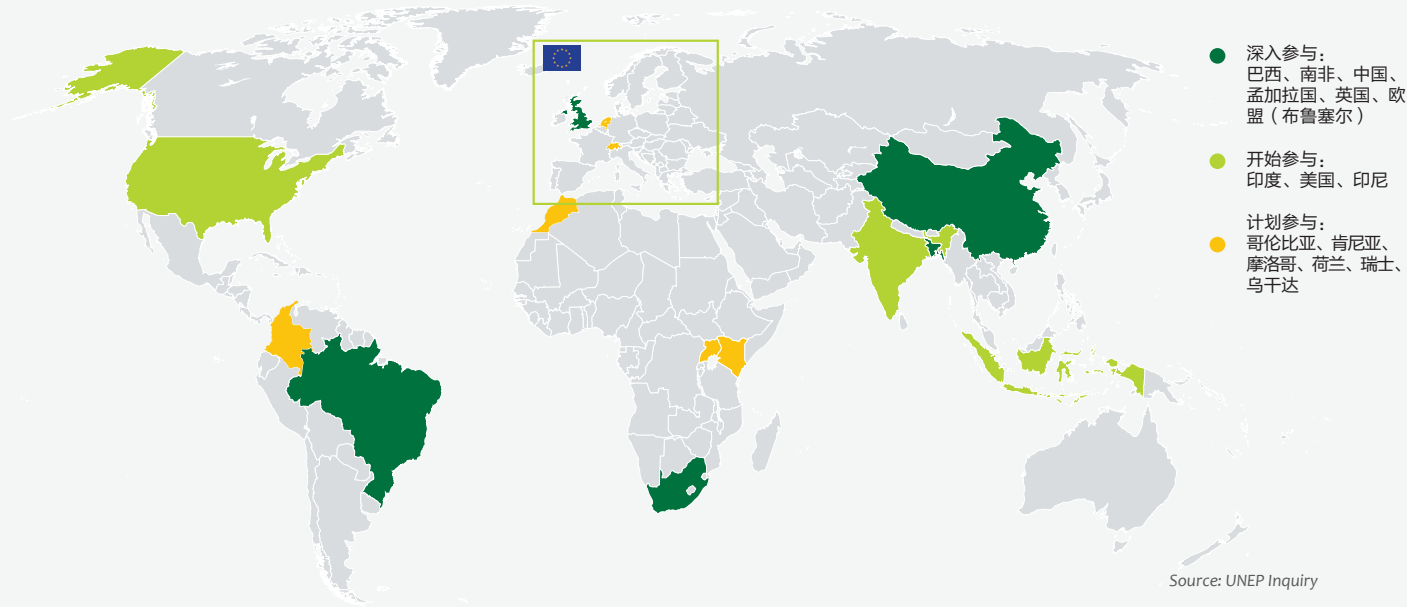 深入参与：
巴西、南非、中国、
孟加拉国、英国、欧
盟（布鲁塞尔）
开始参与：
印度、美国、印尼
计划参与：
哥伦比亚、肯尼亚、
摩洛哥、荷兰、瑞士、
乌干达
Source: UNEP Inquiry